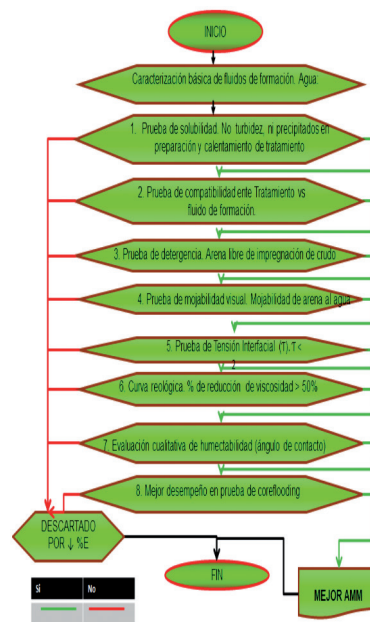 INICIO
Caracterización básica de fluidos de formación. Agua:
1. Prueba de solubilidad. No turbidez, ni precipitados en
preparación y calentamiento de tratamiento
2. Prueba de compatibilidad ente Tratamiento vs
fluido de formación.
3. Prueba de detergencia. Arena libre de impregnación de crudo
4. Prueba de mojabilidad visual. Mojabilidad de arena al agua
5. Prueba de Tensión Interfacial (τ). τ <
2
6. Curva reológica. % de reducción de viscosidad > 50%
7. Evaluación cualitativa de humectabilidad (ángulo de contacto)
8. Mejor desempeño en prueba de coreflooding
DESCARTADO
POR ↓ %E
FIN
MEJOR AMM
Sí No